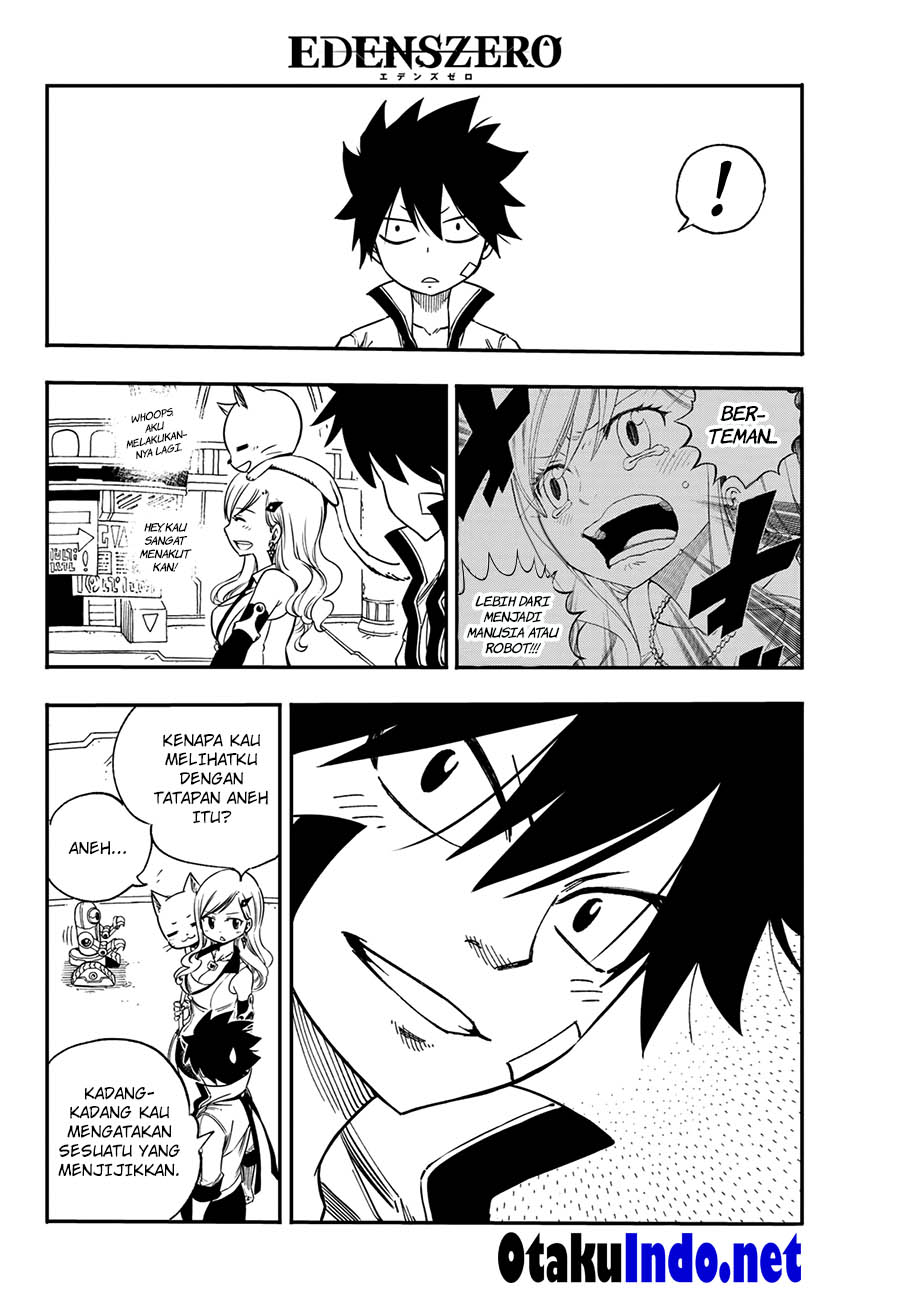 EDENSZERO
エデンズゼロ
!
BER-
TEMAN...
LEBIH DARI
MENJADI
MANUSIA ATAU
ROBOT!!!
WHOOPS.
AKU
MELAKUKAN-
NYA LAGI.
HEY KAU
SANGAT
MENAKUT
KAN!
KENAPA KAU
MELIHATKU
DENGAN
TATAPAN ANEH
ITU?
ANEH...
KADANG-
KADANG KAU
MENGATAKAN
SESUATU YANG
MENJIJIKKAN.
OtakuIndo.net